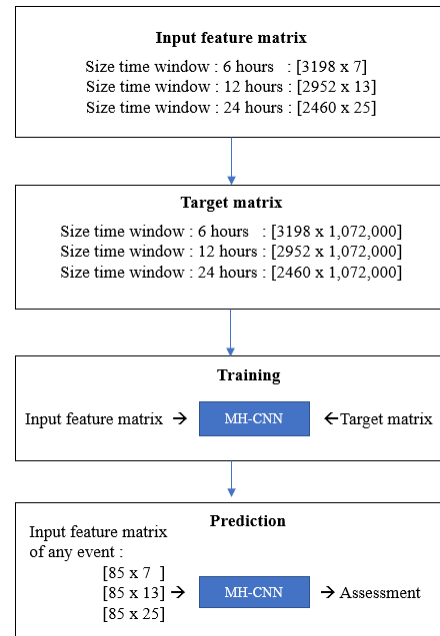 Input feature matrix
Size time window : 6 hours : [3198 x 7]
Size time window : 12 hours : [2952 x 13]
Size time window : 24 hours : [2460 x 25]
Target matrix
Size time window : 6 hours : [3198 x 1,072,000]
Size time window : 12 hours : [2952 x 1,072,000]
Size time window : 24 hours : [2460 x 1,072,000]
Training
Input feature matrix → MH-CNN ←Target matrix
Prediction
Input feature matrix
of any event :
[85 x 7 ]
[85 x 13] → MH-CNN → Assessment
[85 x 25]